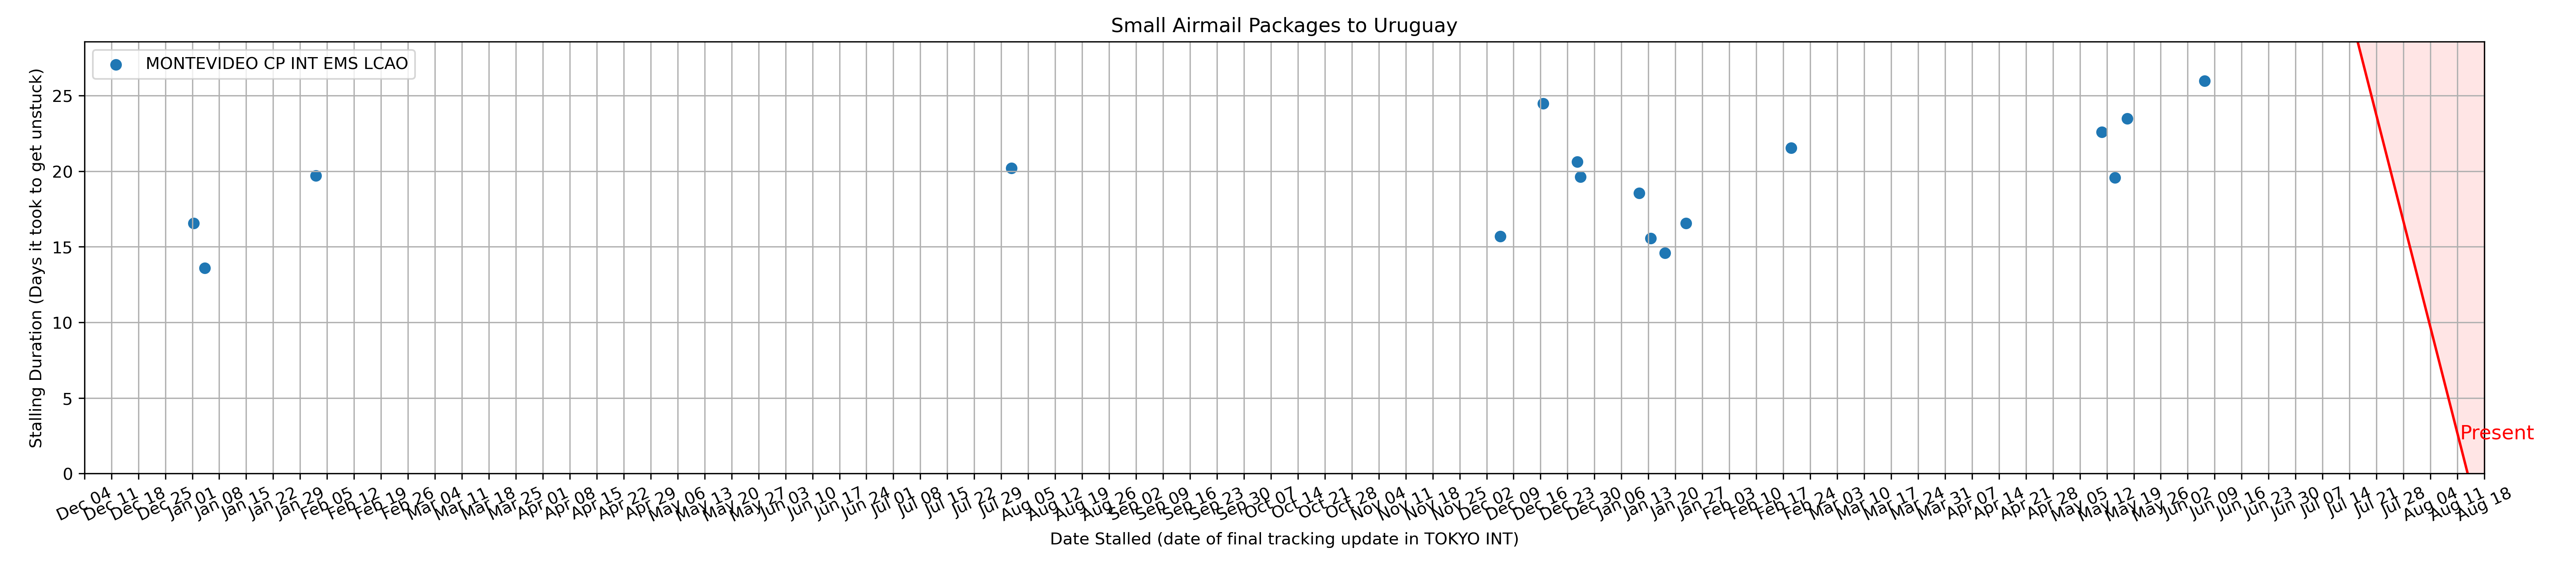 Small Airmail Packages to Uruguay
MONTEVIDEO CP INT EMS LCAO
Stalling Duration (Days it took to get unstuck)
25
20
15
10
5
0
Present
Dec 04 Dec 11 Dec 18 Dec 25 Jan 01 Jan 08 Jan 15 Jan 22 Jan 29 Feb 05 Feb 12 Feb 19 Feb 26 Mar 04 Mar 11 Mar 18 Mar 25 Apr 01 Apr 08 Apr 15 Apr 22 Apr 29 May 06 May 13 May 20 May 27 Jun 03 Jun 10 Jun 17 Jun 24 Jul 01 Jul 08 Jul 15 Jul 22 Jul 29 Aug 05 Aug 12 Aug 19 Aug 26 Sep 02 Sep 09 Sep 16 Sep 23 Sep 30 Oct 07 Oct 14 Oct 21 Oct 28 Nov 04 Nov 11 Nov 18 Nov 25 Dec 02 Dec 09 Dec 16 Dec 23 Dec 30 Jan 06 Jan 13 Jan 20 Jan 27 Feb 03 Feb 10 Feb 17 Feb 24 Mar 03 Mar 10 Mar 17 Mar 24 Mar 31 Apr 07 Apr 14 Apr 21 Apr 28 May 05 May 12 May 19 May 26 Jun 02 Jun 09 Jun 16 Jun 23 Jun 30 Jul 07 Jul 14 Jul 21 Jul 28 Aug 04 Aug 11 Aug 18
Date Stalled (date of final tracking update in TOKYO INT)